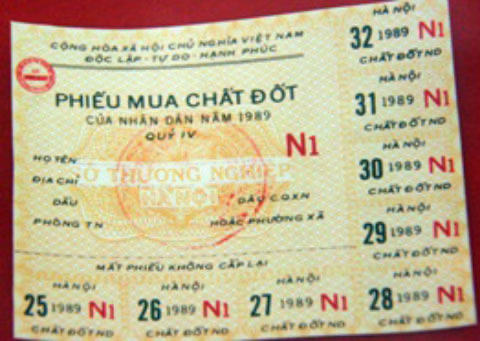 CỘNG HÒA XÃ HỘI CHỦ NGHĨA VIỆT NAM
ĐỘC LẬP - TỰ DO - HẠNH PHÚC
PHIẾU MUA CHẤT ĐỐT
CỦA NHÂN DÂN NĂM 1989
QUÝ IV
N1
HỌ TÊN
SỞ THƯƠNG NGHIỆP
ĐỊA CHỈ
HÀ NỘI
DẤU
DẤU C.Q.XN
PHÒNG TN
HOẶC PHƯỜNG XÃ
MẤT PHIẾU KHÔNG CẤP LẠI
HÀ NỘI
32 1989 N1
CHẤT ĐỐT ND
HÀ NỘI
31 1989 N1
CHẤT ĐỐT ND
HÀ NỘI
30 1989 N1
CHẤT ĐỐT ND
HÀ NỘI
29 1989 N1
CHẤT ĐỐT ND
HÀ NỘI
25 1989 N1
CHẤT ĐỐT ND
HÀ NỘI
26 1989 N1
CHẤT ĐỐT ND
HÀ NỘI
27 1989 N1
CHẤT ĐỐT ND
HÀ NỘI
28 1989 N1
CHẤT ĐỐT ND